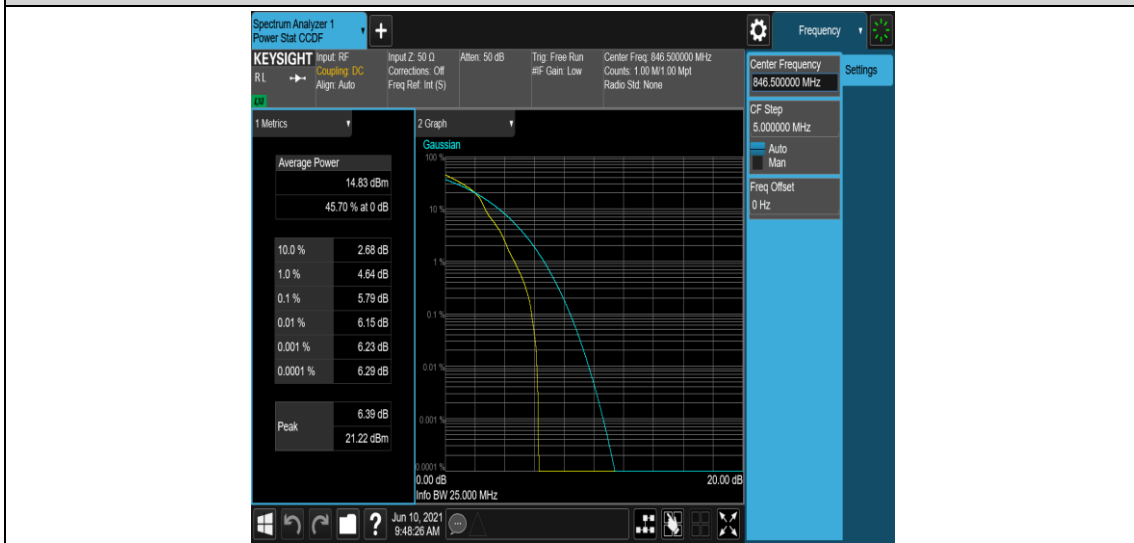 Spectrum Analyzer 1
Power Stat CCDF
+
Frequency
KEYSIGHT
RL
LXI
Input: RF
Coupling: DC
Align: Auto
Input Z: 50 Ω
Corrections: Off
Freq Ref: Int (S)
Atten: 50 dB
Trig: Free Run
#IF Gain: Low
Center Freq: 846.500000 MHz
Counts: 1.00 M/1.00 Mpt
Radio Std: None
Center Frequency
846.500000 MHz
Settings
CF Step
5.000000 MHz
Auto
Man
Freq Offset
0 Hz
1 Metrics
Average Power
14.83 dBm
45.70 % at 0 dB
10.0 % 2.68 dB
1.0 % 4.64 dB
0.1 % 5.79 dB
0.01 % 6.15 dB
0.001 % 6.23 dB
0.0001 % 6.29 dB
Peak
6.39 dB
21.22 dBm
2 Graph
Gaussian
100 %
10 %
1 %
0.1 %
0.01 %
0.001 %
0.0001 %
0.00 dB 20.00 dB
Info BW 25.000 MHz
?
Jun 10, 2021
9:48:26 AM